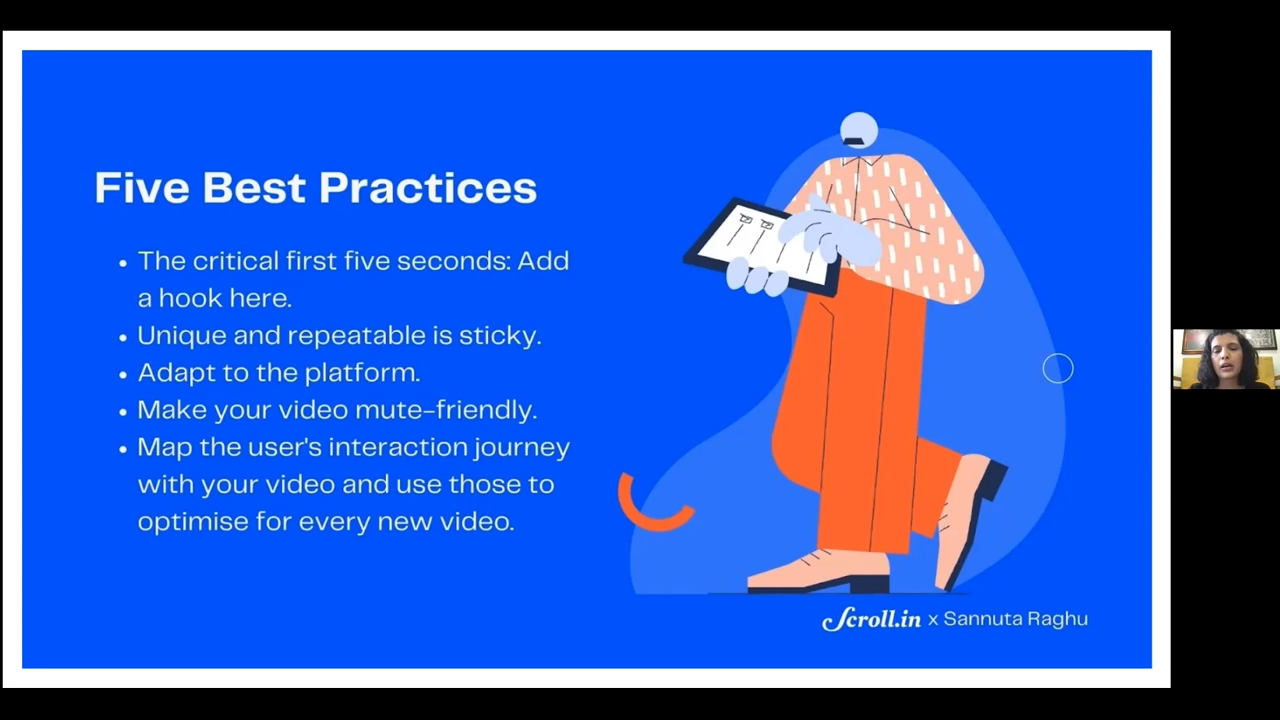 Five Best Practices
• The critical first five seconds: Add
a hook here.
• Unique and repeatable is sticky.
• Adapt to the platform.
• Make your video mute-friendly.
• Map the user's interaction journey
with your video and use those to
optimise for every new video.
Scroll.in x Sannuta Raghu